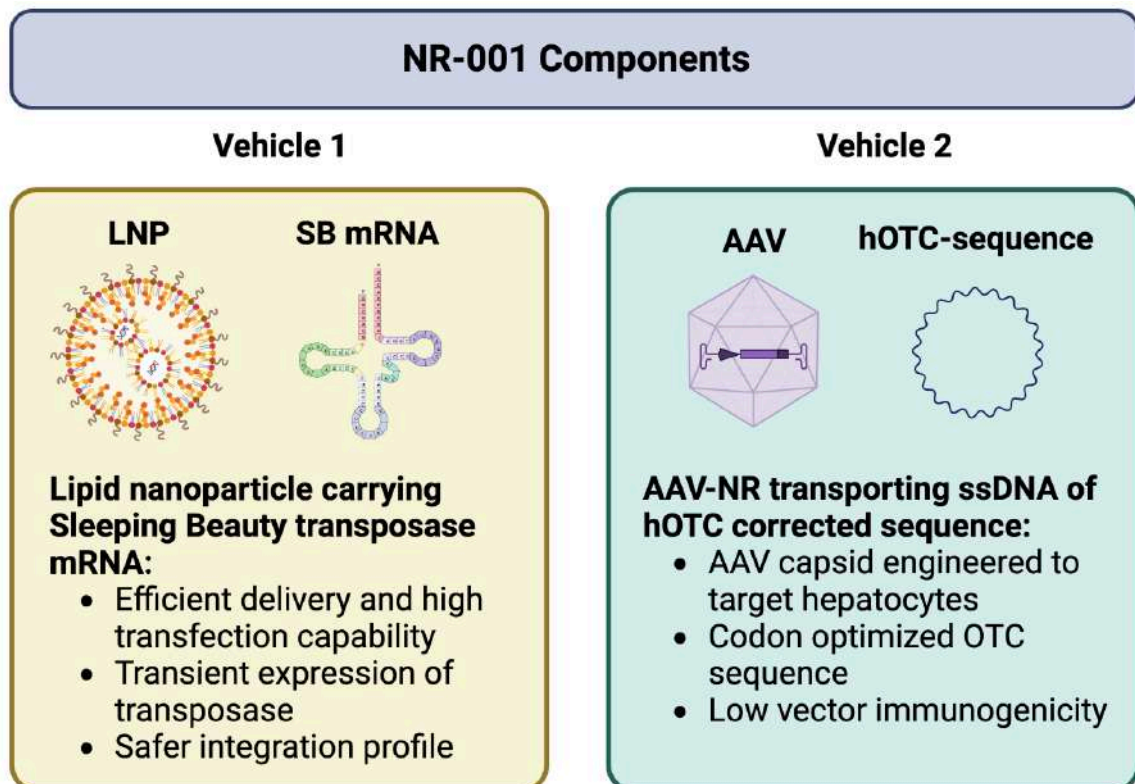 NR-001 Components
Vehicle 1
LNP
SB mRNA
Lipid nanoparticle carrying
Sleeping Beauty transposase
mRNA:
• Efficient delivery and high
transfection capability
• Transient expression of
transposase
• Safer integration profile
Vehicle 2
AAV
hOTC-sequence
AAV-NR transporting ssDNA of
hOTC corrected sequence:
• AAV capsid engineered to
target hepatocytes
• Codon optimized OTC
sequence
• Low vector immunogenicity